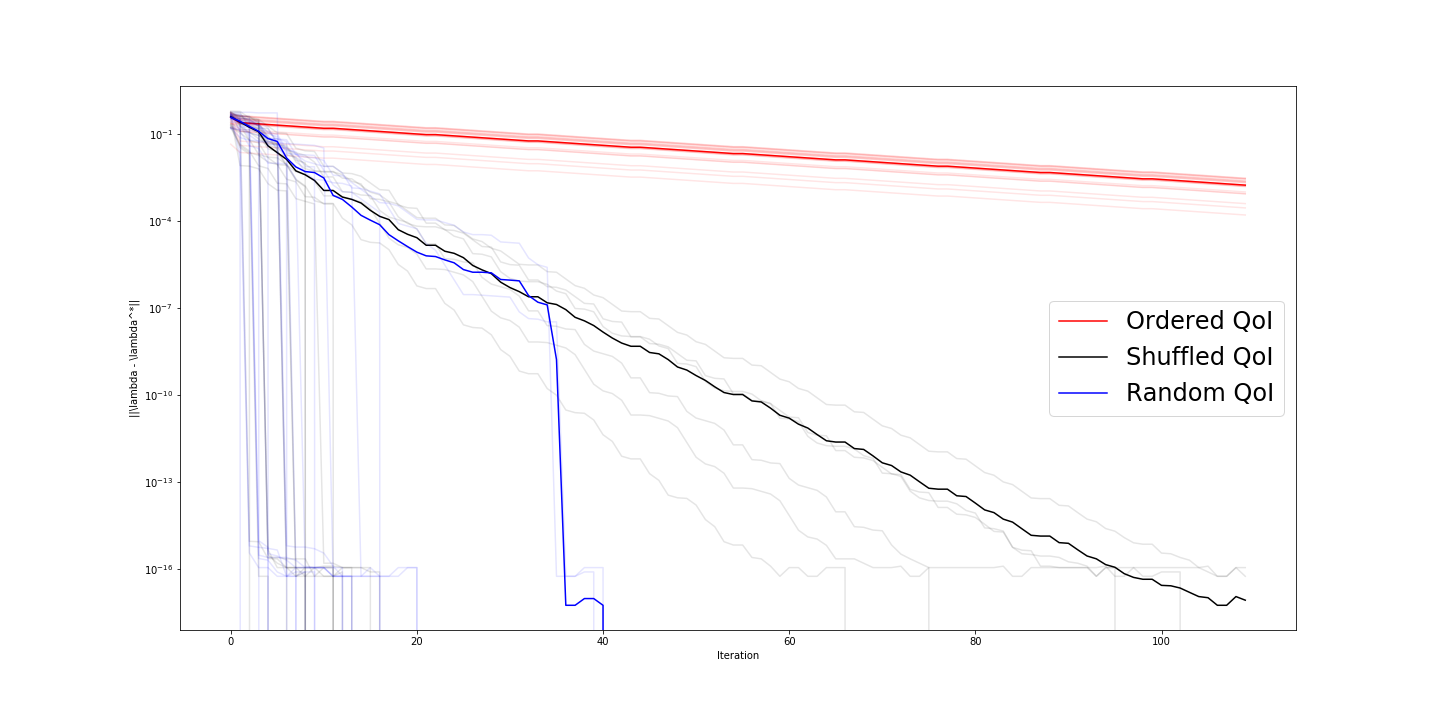 10⁻¹
10⁻⁴
10⁻⁷
10⁻¹⁰
10⁻¹³
10⁻¹⁶
||\lambda - \lambda^*||
Ordered QoI
Shuffled QoI
Random QoI
0 20 40 60 80 100
Iteration